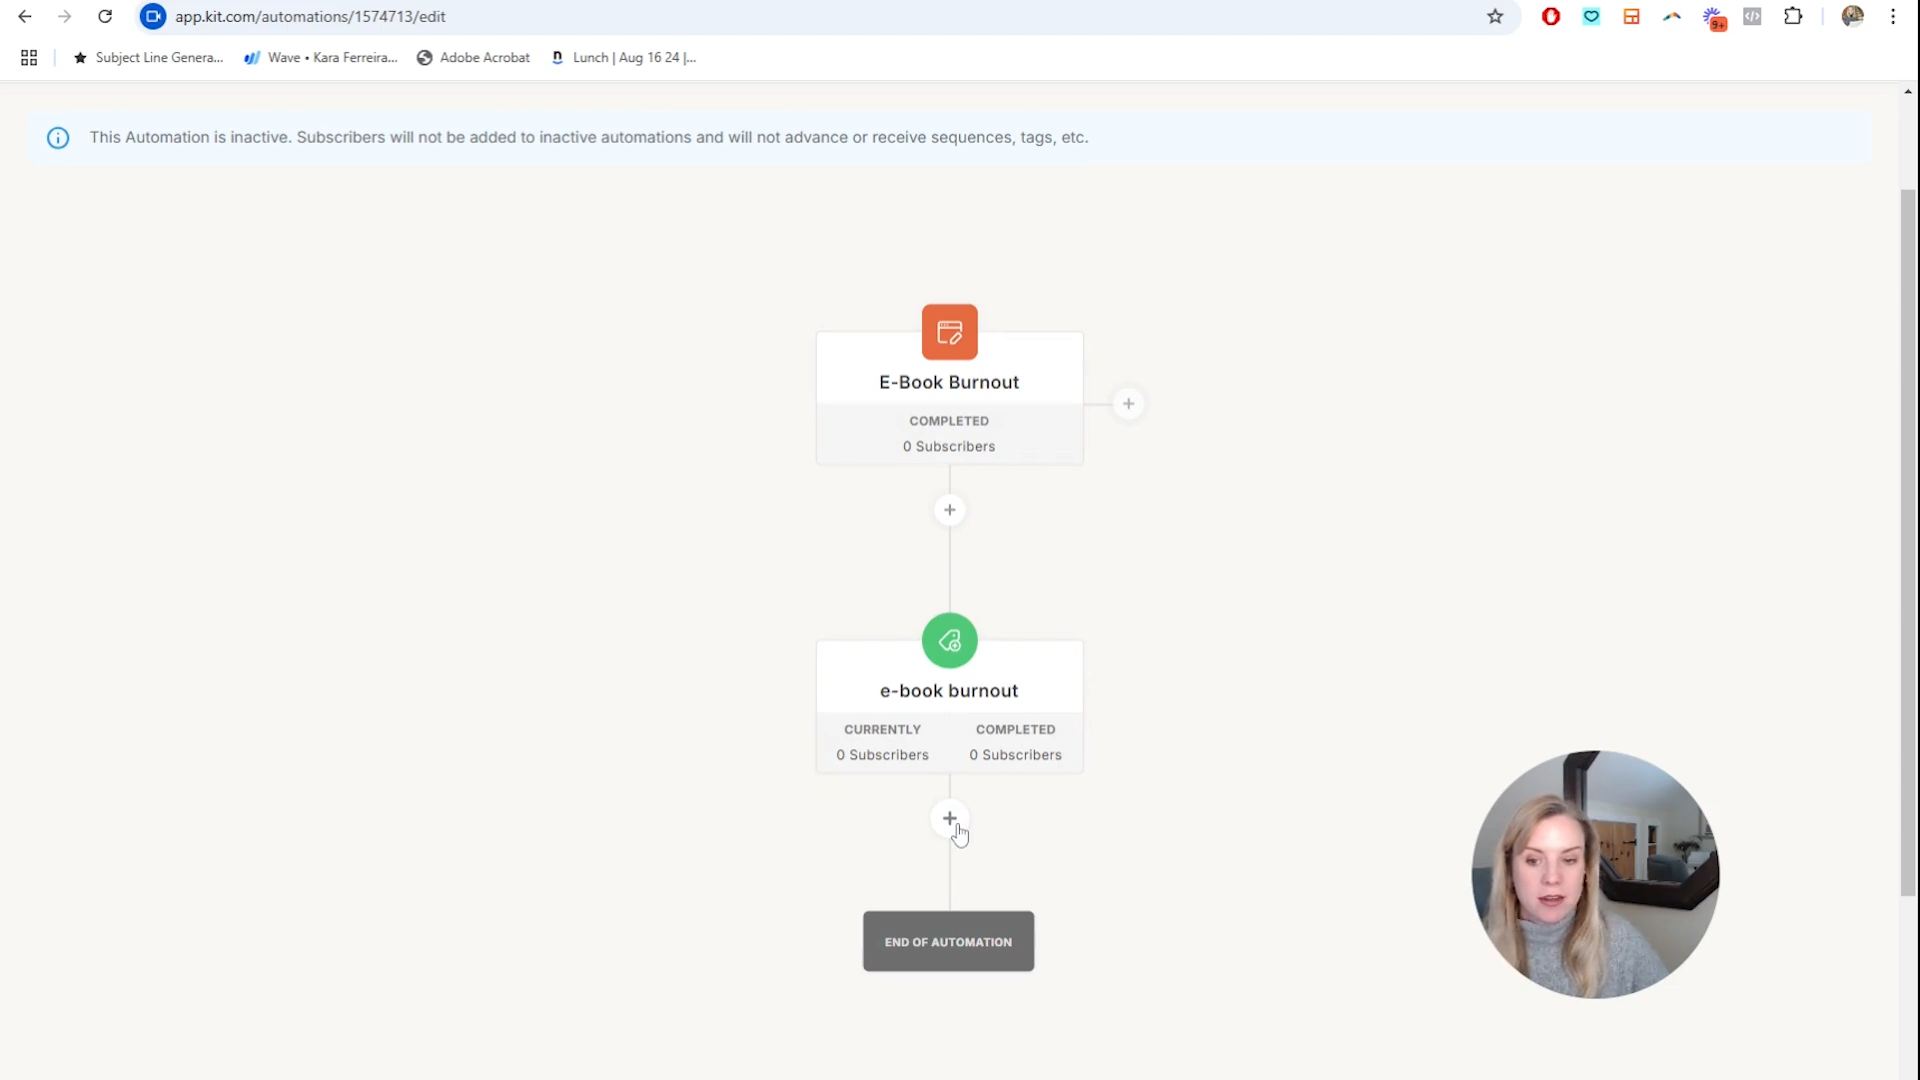 app.kit.com/automations/1574713/edit
9+
Subject Line Genera...
Wave • Kara Ferreira...
Adobe Acrobat
n Lunch | Aug 16 24 |...
This Automation is inactive. Subscribers will not be added to inactive automations and will not advance or receive sequences, tags, etc.
E-Book Burnout
COMPLETED
0 Subscribers
e-book burnout
CURRENTLY COMPLETED
0 Subscribers 0 Subscribers
END OF AUTOMATION